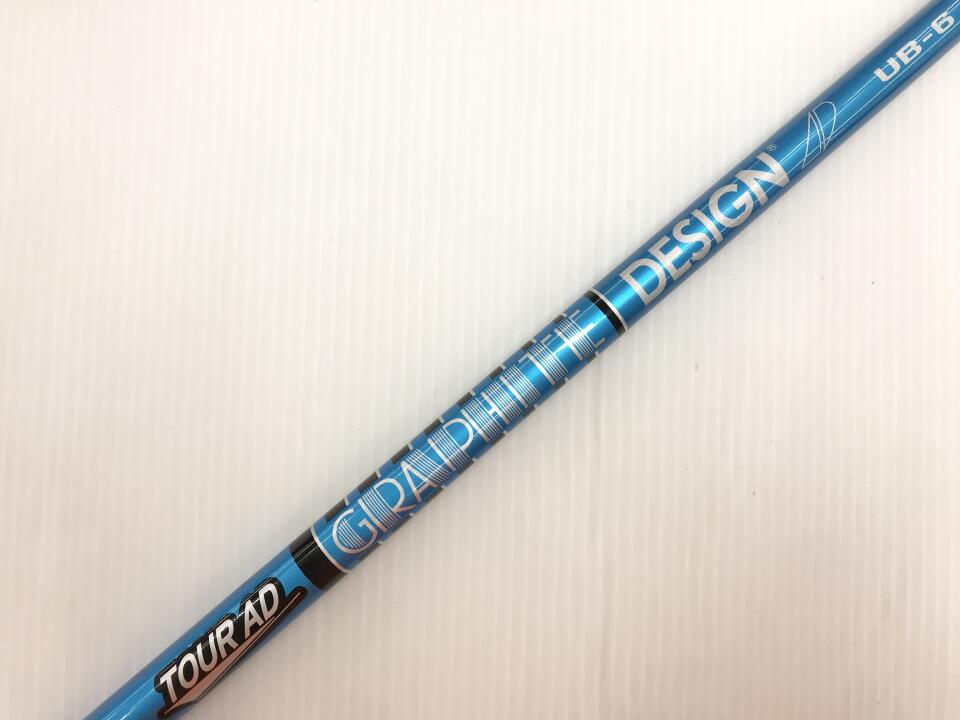 TOUR AD
GRAPHITE
DESIGN®
UB-6